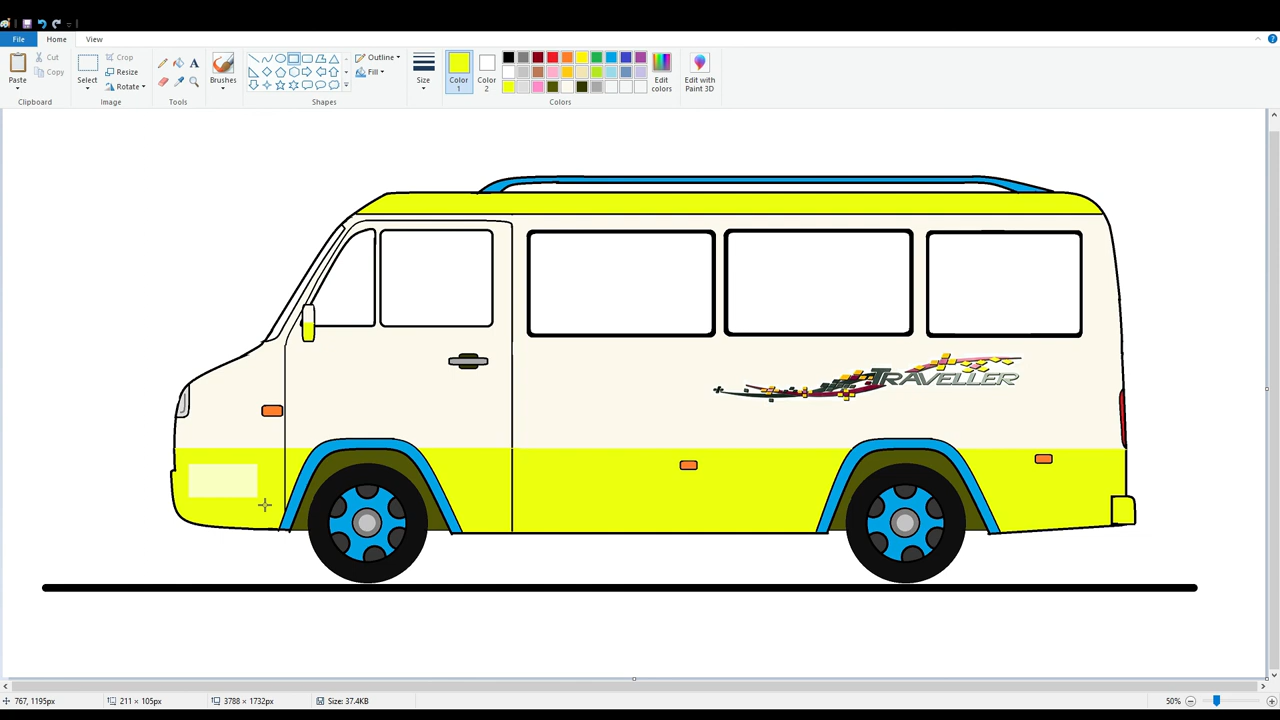 File Home View
Cut
Copy
Paste
Clipboard
Crop
Resize
Rotate
Select
Image
A
Tools
Brushes
Outline
Fill
Shapes
Size
Color
1
Color
2
Edit
colors
Colors
Edit with
Paint 3D
TRAVELLER
767, 1195px 211 × 105px 3788 × 1732px Size: 37.4KB 50%